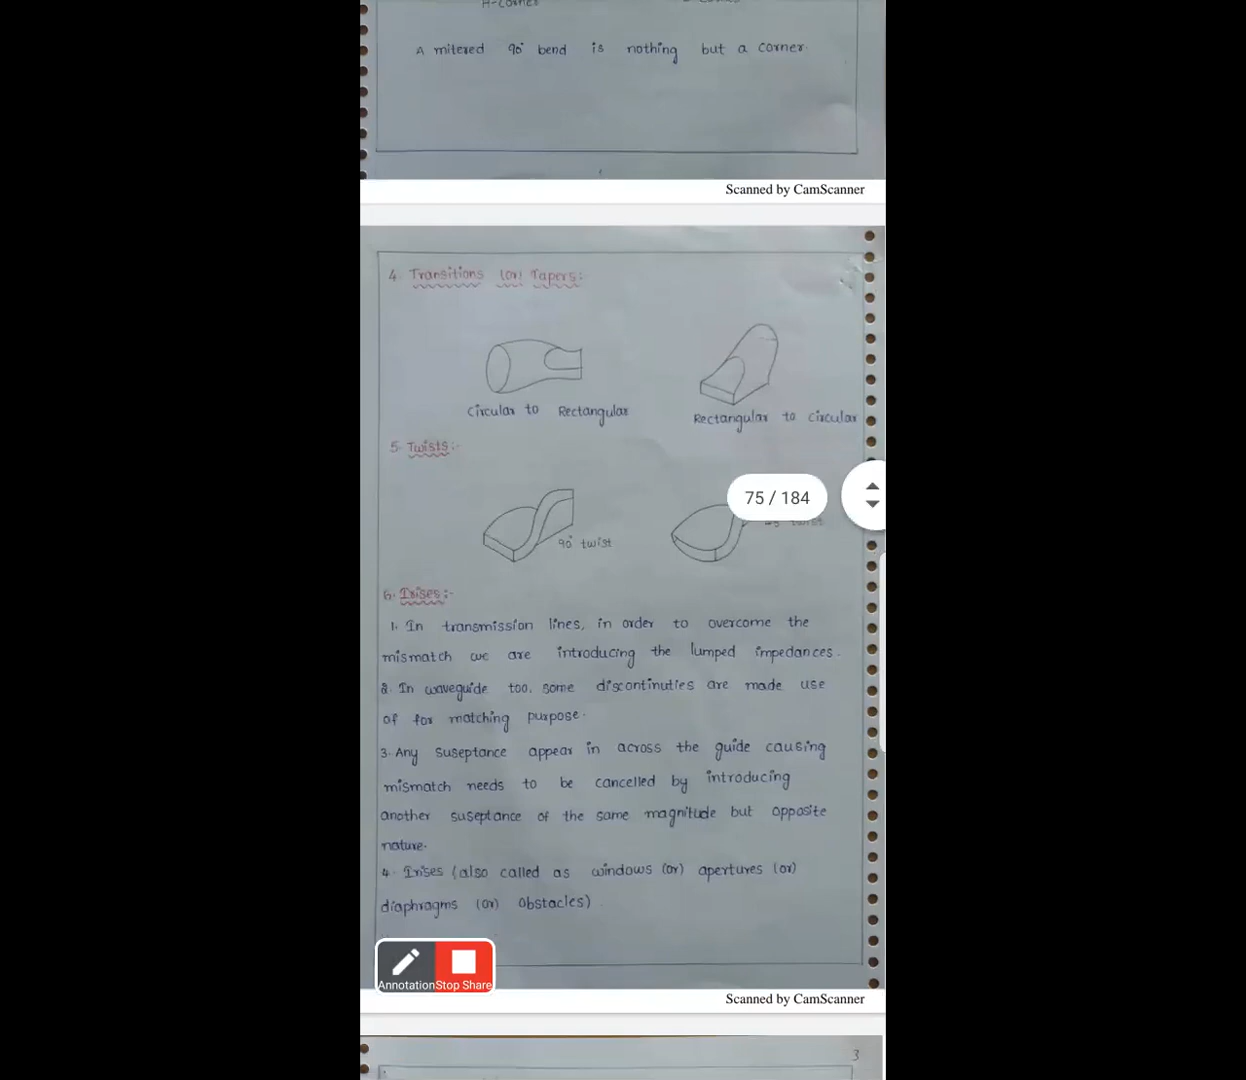 A mitered 90° bend is nothing but a corner.
Scanned by CamScanner
4. Transitions (or) Tapers:
Circular to Rectangular
Rectangular to circular
5. Twists:-
75 / 184
90° twist
twist
6. Irises:-
1. In transmission lines, in order to overcome the
mismatch we are introducing the lumped impedances.
2. In waveguide too, some discontinuties are made use
of for matching purpose.
3. Any suseptance appear in across the guide causing
mismatch needs to be cancelled by introducing
another suseptance of the same magnitude but opposite
nature.
4. Irises (also called as windows (or) apertures (or)
diaphragms (or) obstacles)
Annotation
Stop Share
Scanned by CamScanner
3